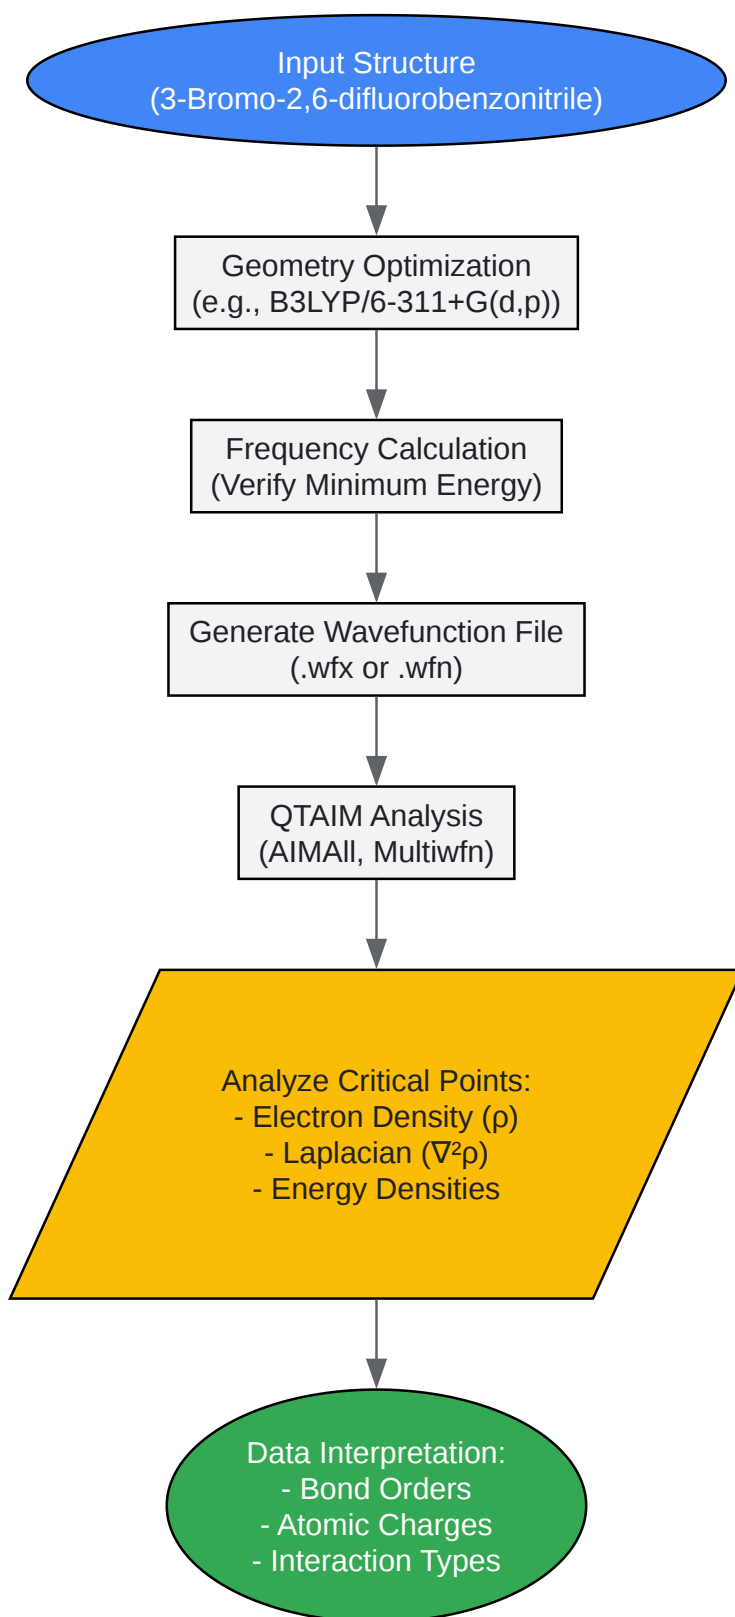 Input Structure
(3-Bromo-2,6-difluorobenzonitrile)
Geometry Optimization
(e.g., B3LYP/6-311+G(d,p))
Frequency Calculation
(Verify Minimum Energy)
Generate Wavefunction File
(.wfx or .wfn)
QTAIM Analysis
(AIMAll, Multiwfn)
Analyze Critical Points:
- Electron Density (ρ)
- Laplacian (∇²ρ)
- Energy Densities
Data Interpretation:
- Bond Orders
- Atomic Charges
- Interaction Types